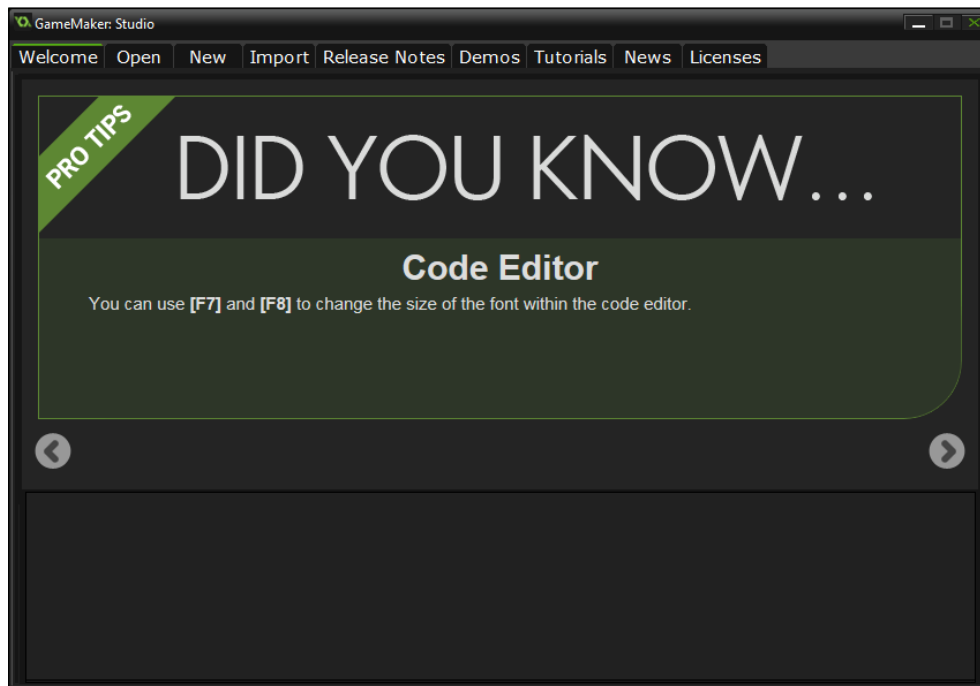 GameMaker: Studio
Welcome Open New Import Release Notes Demos Tutorials News Licenses
PRO TIPS
DID YOU KNOW...
Code Editor
You can use [F7] and [F8] to change the size of the font within the code editor.